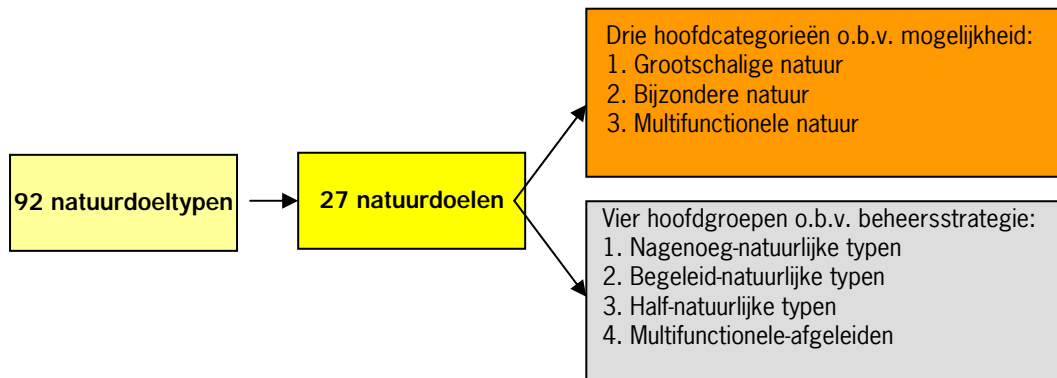 92 natuurdoeltypen
27 natuurdoelen
Drie hoofdcategorieën o.b.v. mogelijkheid:
1. Grootschalige natuur
2. Bijzondere natuur
3. Multifunctionele natuur
Vier hoofdgroepen o.b.v. beheersstrategie:
1. Nagenoeg-natuurlijke typen
2. Begeleid-natuurlijke typen
3. Half-natuurlijke typen
4. Multifunctionele-afgeleiden